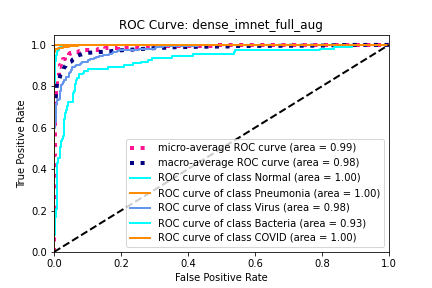 ROC Curve: dense_imnet_full_aug
True Positive Rate
1.0
0.8
0.6
0.4
0.2
0.0
micro-average ROC curve (area = 0.99)
macro-average ROC curve (area = 0.98)
ROC curve of class Normal (area = 1.00)
ROC curve of class Pneumonia (area = 1.00)
ROC curve of class Virus (area = 0.98)
ROC curve of class Bacteria (area = 0.93)
ROC curve of class COVID (area = 1.00)
0.0 0.2 0.4 0.6 0.8 1.0
False Positive Rate